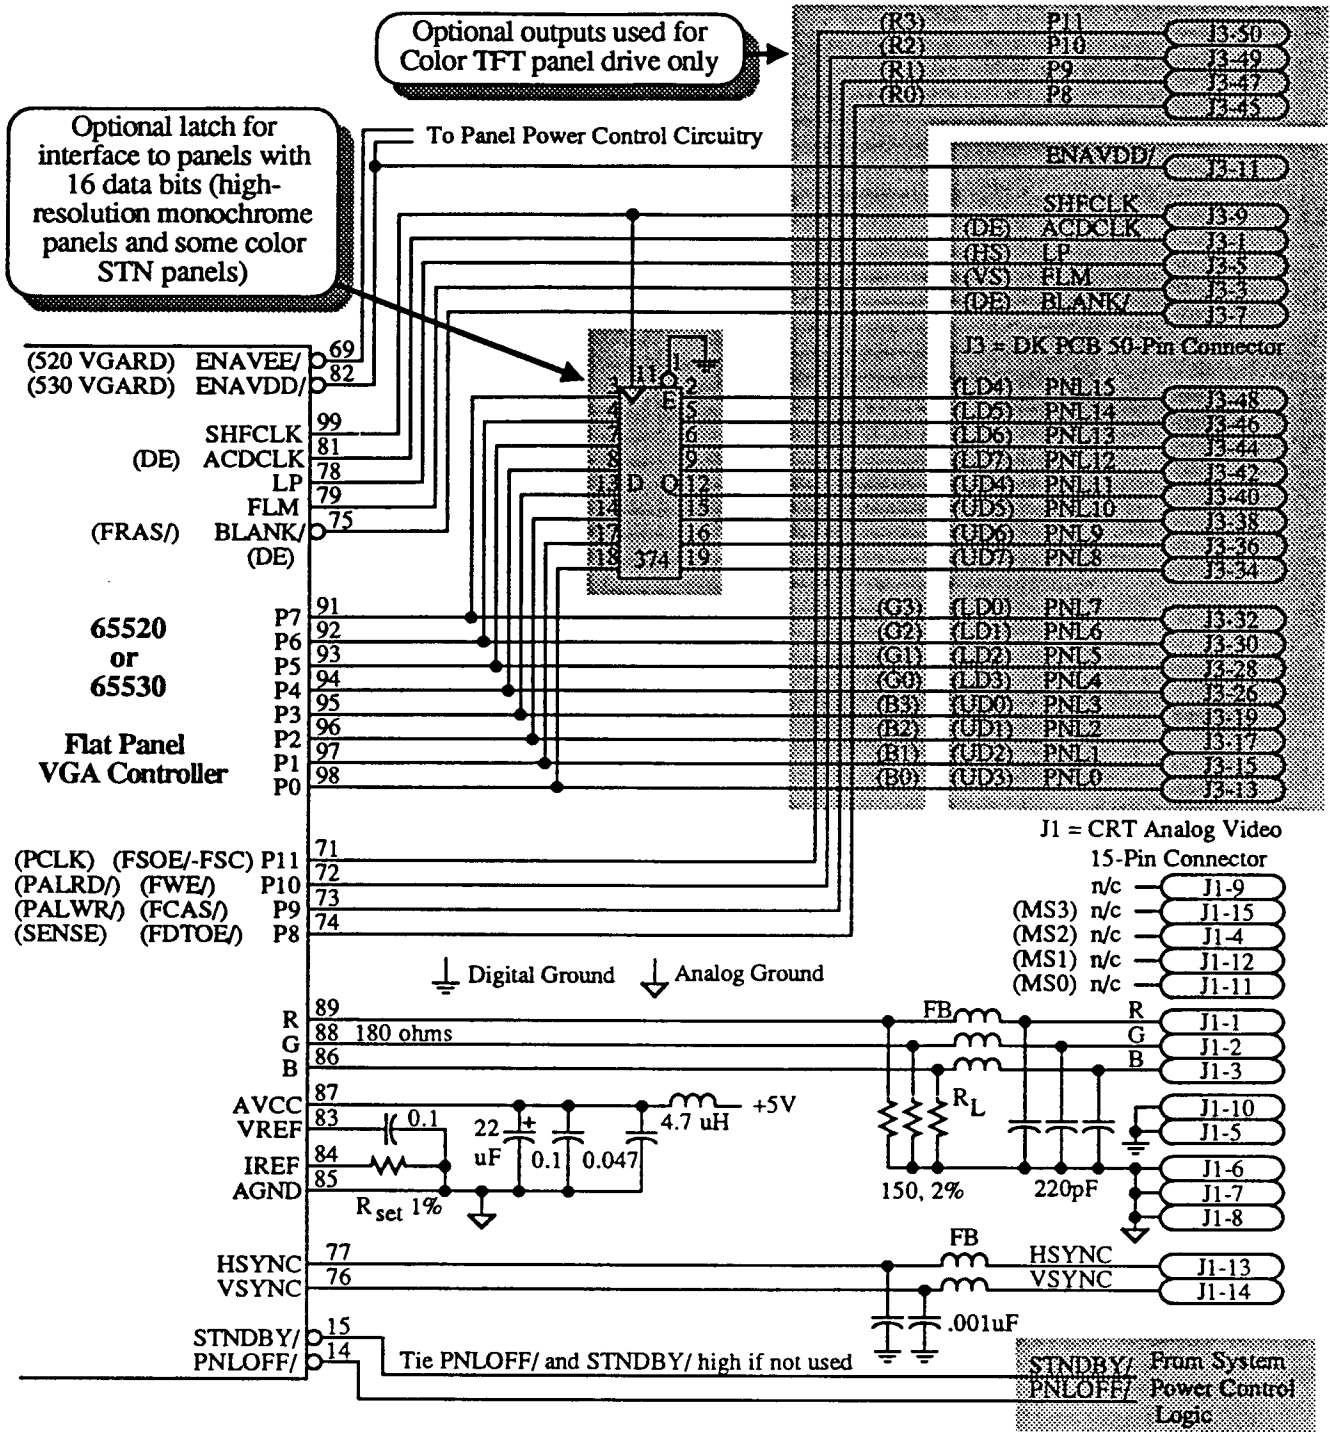 Optional outputs used for
Color TFT panel drive only
(R3) P11 J3-50
(R2) P10 J3-49
(R1) P9 J3-47
(R0) P8 J3-45
Optional latch for
interface to panels with
16 data bits (high-
resolution monochrome
panels and some color
STN panels)
To Panel Power Control Circuitry
ENAVDD/ J3-11
SHFCLK J3-9
(DE) ACDCLK J3-1
(HS) LP J3-5
(VS) FLM J3-3
(DE) BLANK/ J3-7
J3 = DK PCB 50-Pin Connector
(520 VGARD) ENAVEE/ 69
(530 VGARD) ENAVDD/ 82
SHFCLK 99
(DE) ACDCLK 81
LP 78
FLM 79
(FRAS/) BLANK/ 75
(DE)
11 1
3 E 2 (LD4) PNL15 J3-48
4 5 (LD5) PNL14 J3-46
7 6 (LD6) PNL13 J3-44
8 9 (LD7) PNL12 J3-42
13 D Q 12 (UD4) PNL11 J3-40
14 15 (UD5) PNL10 J3-38
17 16 (UD6) PNL9 J3-36
18 374 19 (UD7) PNL8 J3-34
65520
or
65530
Flat Panel
VGA Controller
P7 91 (G3) (LD0) PNL7 J3-32
P6 92 (G2) (LD1) PNL6 J3-30
P5 93 (G1) (LD2) PNL5 J3-28
P4 94 (G0) (LD3) PNL4 J3-26
P3 95 (B3) (UD0) PNL3 J3-19
P2 96 (B2) (UD1) PNL2 J3-17
P1 97 (B1) (UD2) PNL1 J3-15
P0 98 (B0) (UD3) PNL0 J3-13
J1 = CRT Analog Video
15-Pin Connector
(PCLK) (FSOE/-FSC) P11 71
(PALRD/) (FWE/) P10 72
(PALWR/) (FCAS/) P9 73
(SENSE) (FDTOE/) P8 74
n/c J1-9
(MS3) n/c J1-15
(MS2) n/c J1-4
(MS1) n/c J1-12
(MS0) n/c J1-11
Digital Ground Analog Ground
R 89 FB R J1-1
G 88 180 ohms G J1-2
B 86 B J1-3
AVCC 87 4.7 uH +5V
VREF 83 0.1
IREF 84
AGND 85
Rset 1%
22 +
uF 0.1 0.047
RL
150, 2% 220pF
J1-10
J1-5
J1-6
J1-7
J1-8
FB
HSYNC 77 HSYNC J1-13
VSYNC 76 VSYNC J1-14
.001uF
STNDBY/ 15
PNLOFF/ 14 Tie PNLOFF/ and STNDBY/ high if not used
STNDBY/ Frum System
PNLOFF/ Power Control
Logic